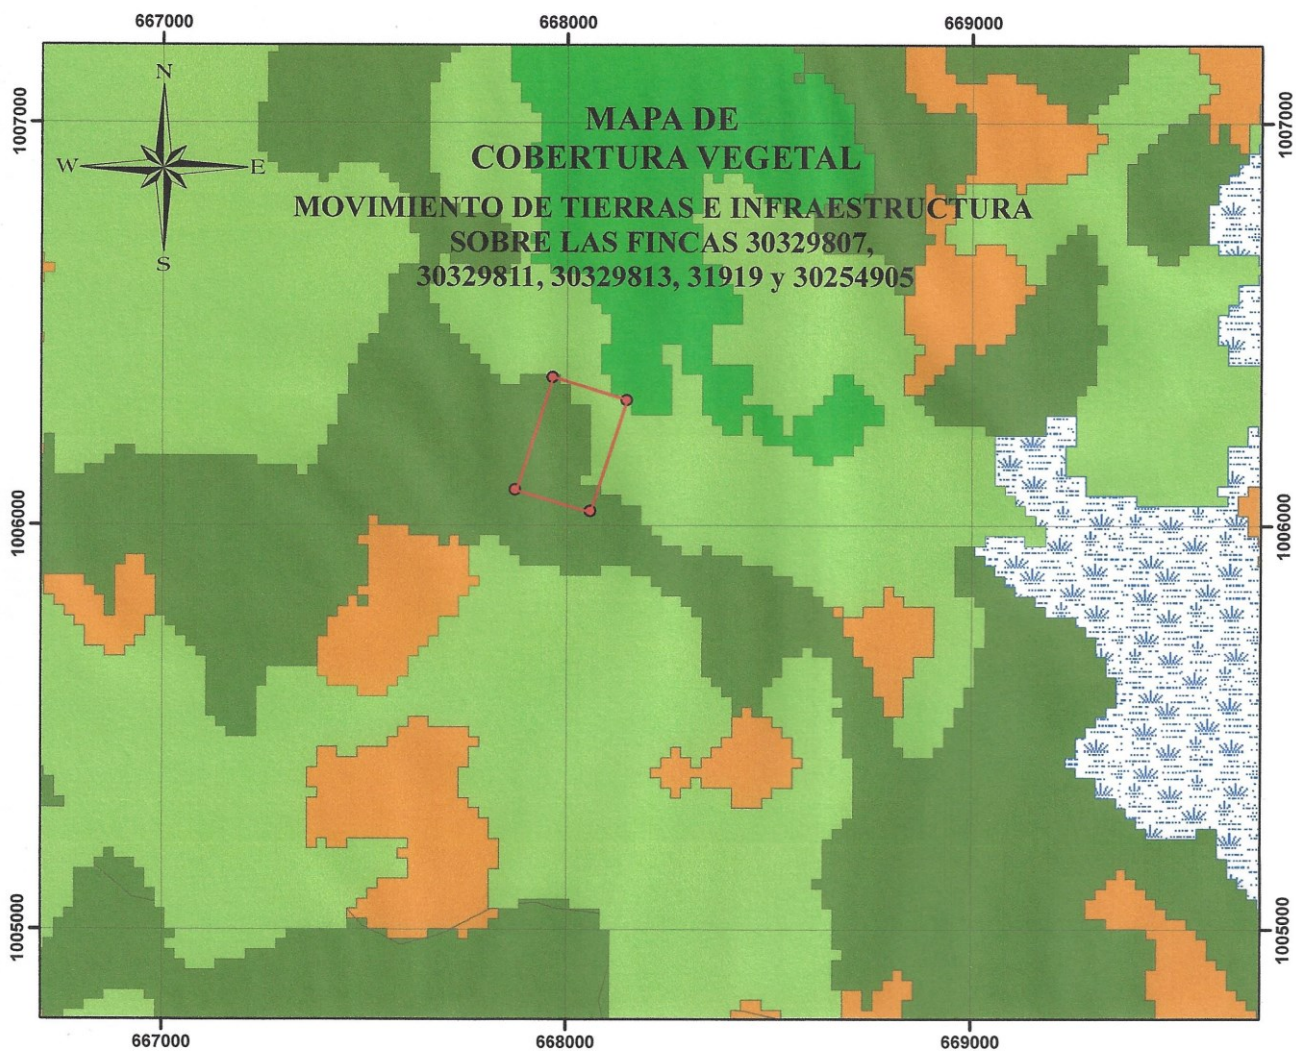 667000 668000 669000
N
W E
S
MAPA DE
COBERTURA VEGETAL
MOVIMIENTO DE TIERRAS E INFRAESTRUCTURA
SOBRE LAS FINCAS 30329807,
30329811, 30329813, 31919 y 30254905
1007000 1007000
1006000 1006000
1005000 1005000
667000 668000 669000